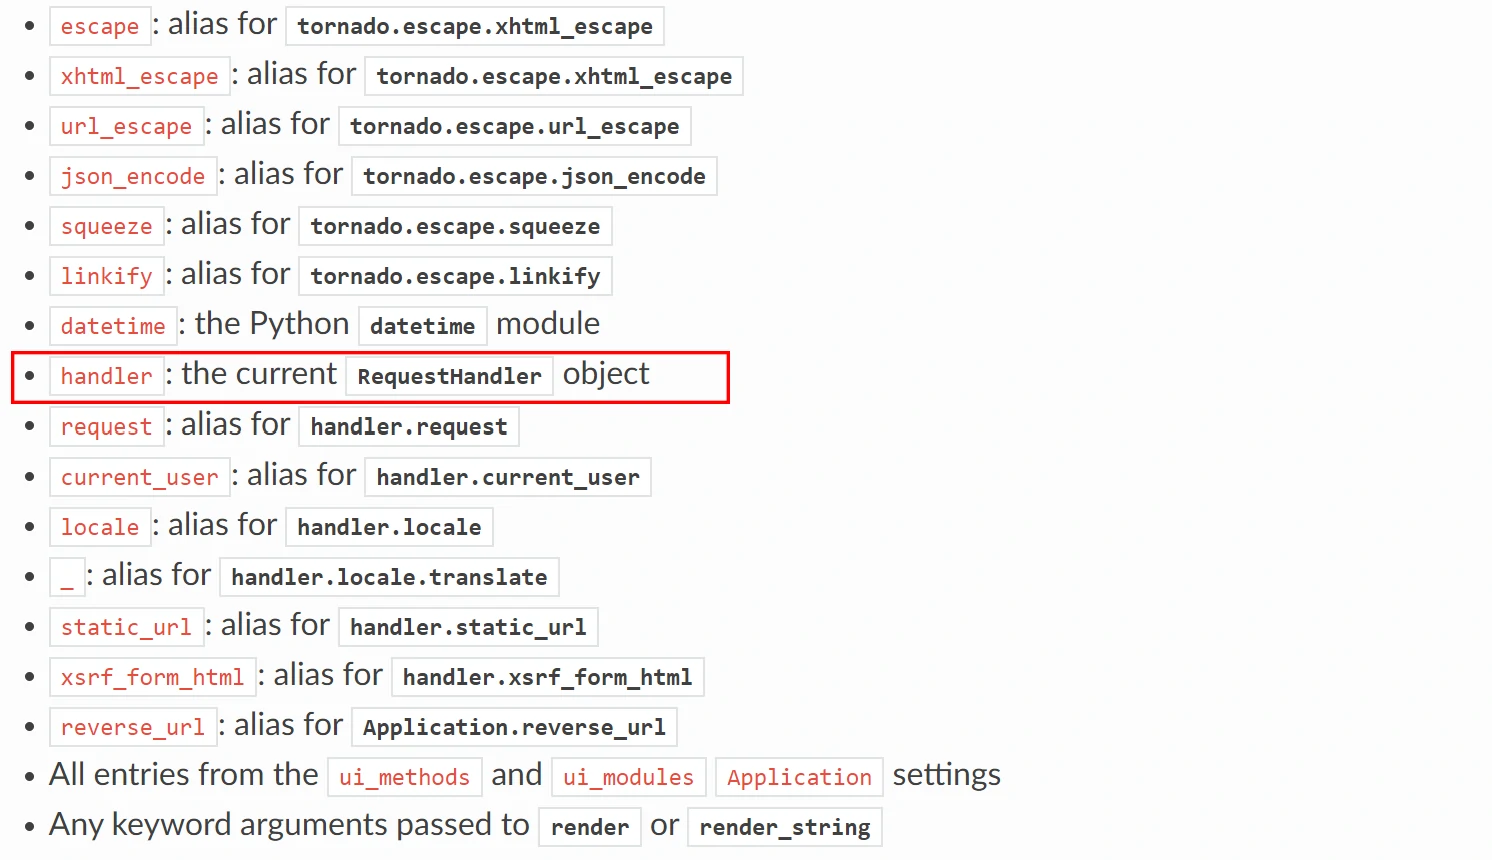 escape: alias for tornado.escape.xhtml_escape
xhtml_escape: alias for tornado.escape.xhtml_escape
url_escape: alias for tornado.escape.url_escape
json_encode: alias for tornado.escape.json_encode
squeeze: alias for tornado.escape.squeeze
linkify: alias for tornado.escape.linkify
datetime: the Python datetime module
handler: the current RequestHandler object
request: alias for handler.request
current_user: alias for handler.current_user
locale: alias for handler.locale
_: alias for handler.locale.translate
static_url: alias for handler.static_url
xsrf_form_html: alias for handler.xsrf_form_html
reverse_url: alias for Application.reverse_url
All entries from the ui_methods and ui_modules Application settings
Any keyword arguments passed to render or render_string